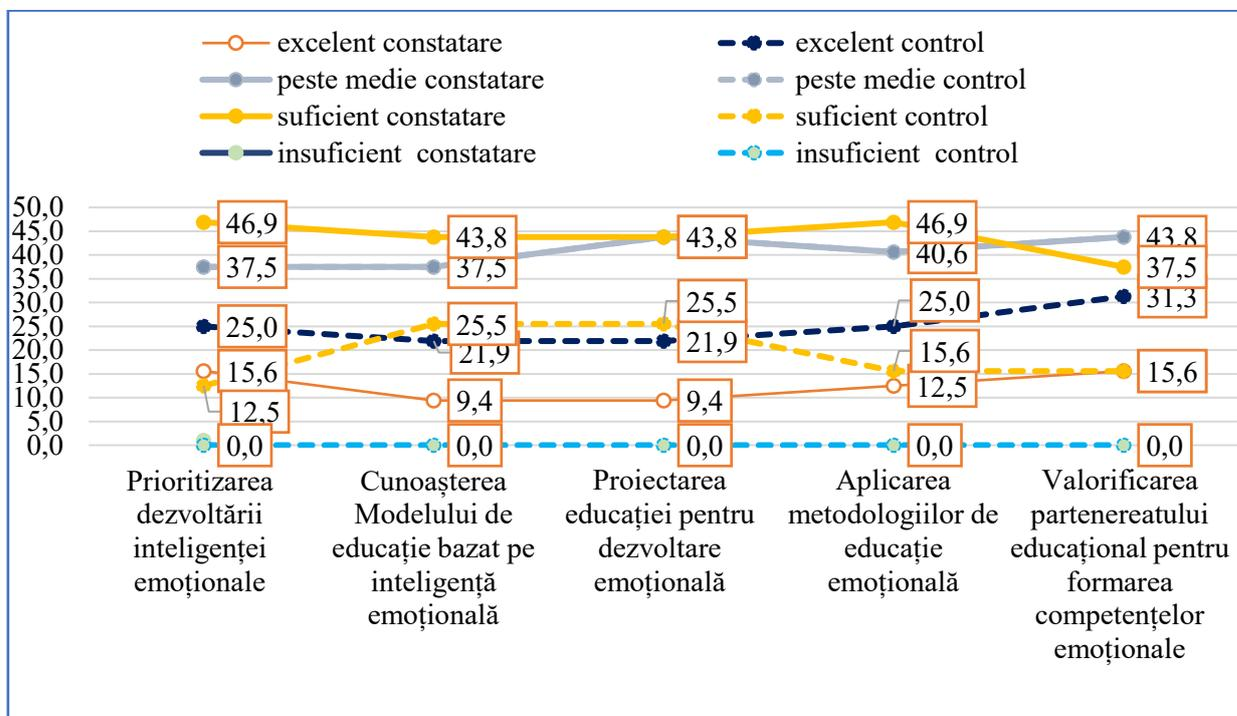 excelent constatare
excelent control
peste medie constatare
peste medie control
suficient constatare
suficient control
insuficient constatare
insuficient control
50,0
45,0
40,0
35,0
30,0
25,0
20,0
15,0
10,0
5,0
0,0
46,9
43,8
43,8
46,9
43,8
37,5
37,5
40,6
37,5
25,0
25,5
25,5
25,0
31,3
21,9
21,9
15,6
15,6
15,6
12,5
9,4
9,4
12,5
0,0
0,0
0,0
0,0
0,0
Prioritizarea
dezvoltării
inteligenței
emoționale
Cunoașterea
Modelului de
educație bazat pe
inteligență
emoțională
Proiectarea
educației pentru
dezvoltare
emoțională
Aplicarea
metodologiilor de
educație
emoțională
Valorificarea
partenereatului
educațional pentru
formarea
competențelor
emoționale